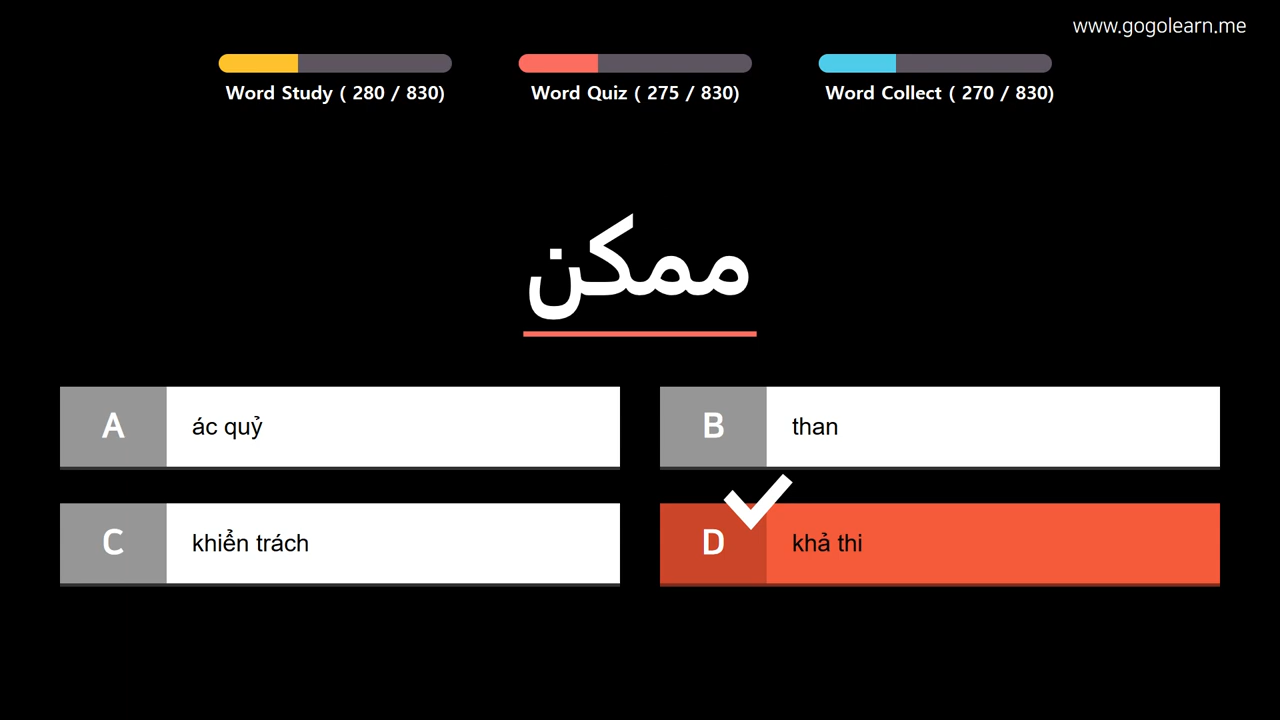 www.gogolearn.me
Word Study ( 280 / 830)
Word Quiz ( 275 / 830)
Word Collect ( 270 / 830)
ممكن
A ác quỷ
B than
C khiển trách
D khả thi